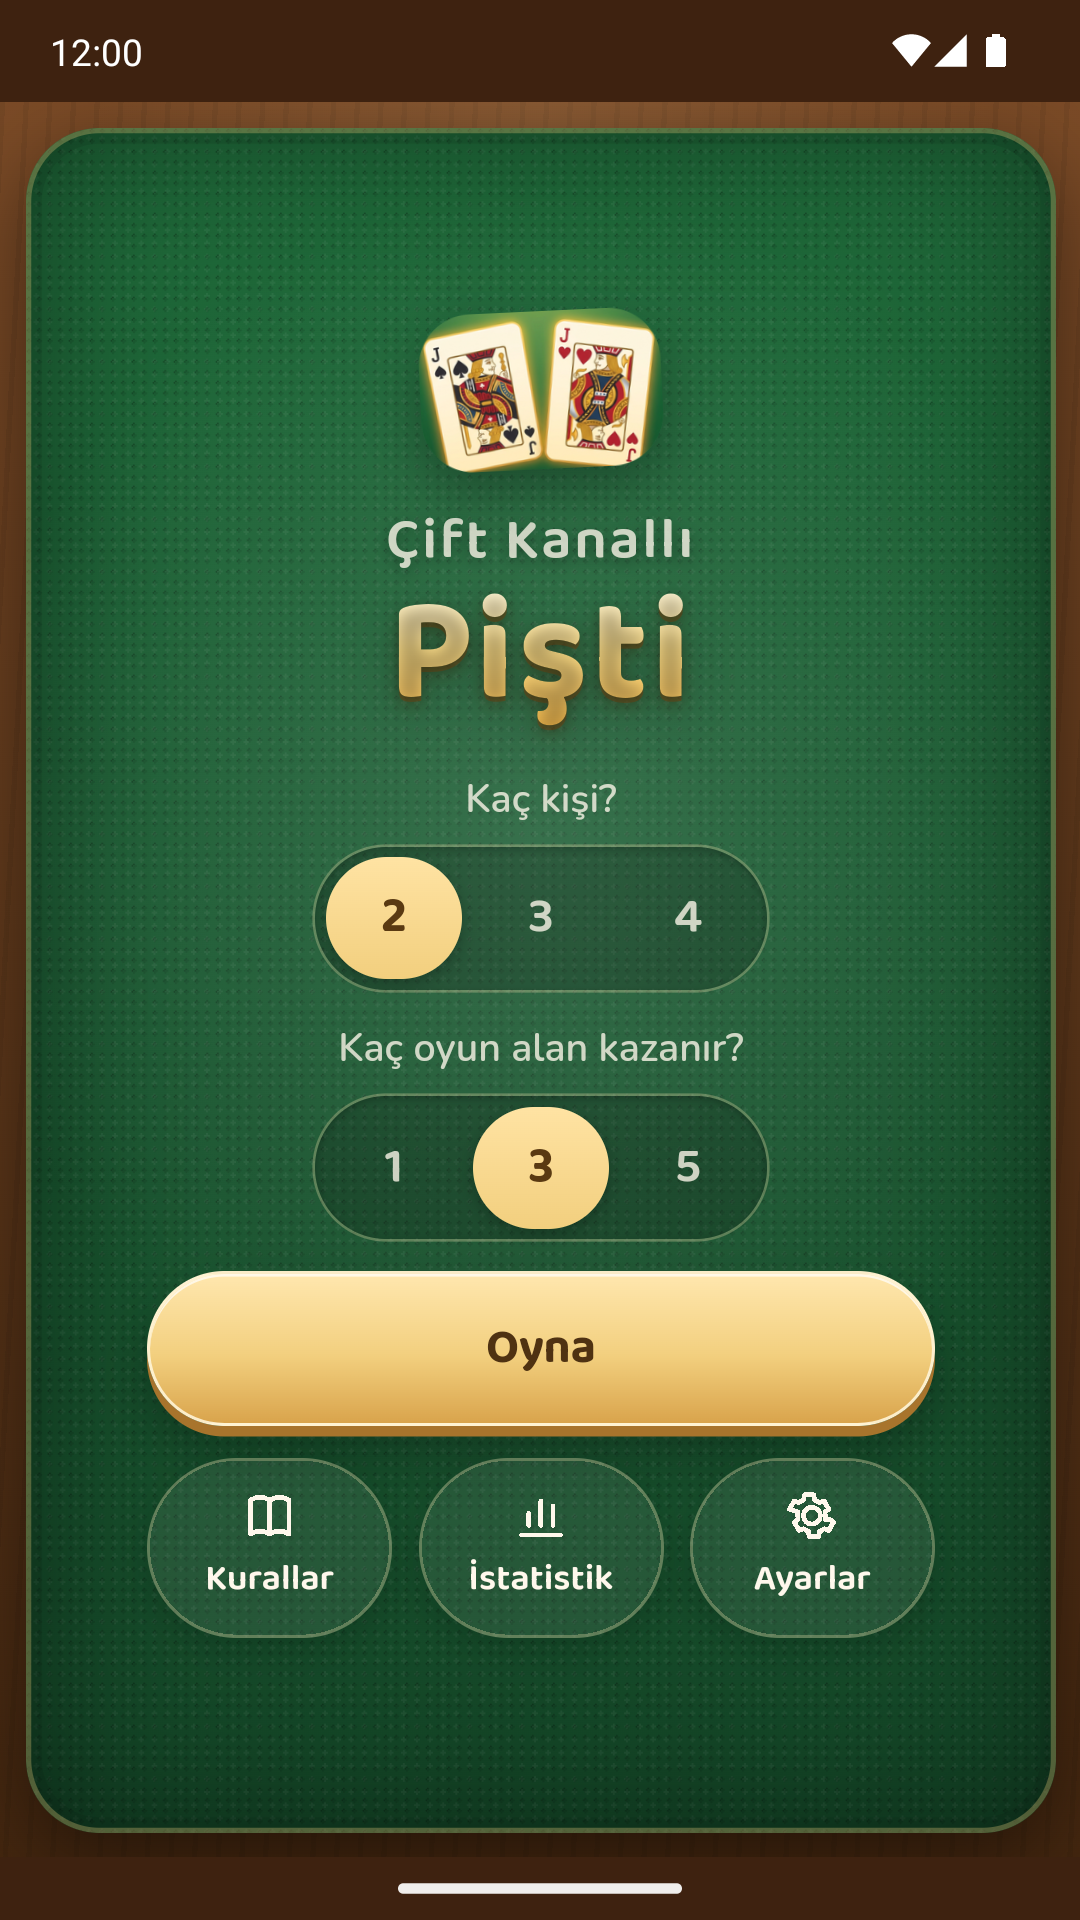 12:00
J J
Çift Kanallı
Pişti
Kaç kişi?
2 3 4
Kaç oyun alan kazanır?
1 3 5
Oyna
Kurallar İstatistik Ayarlar